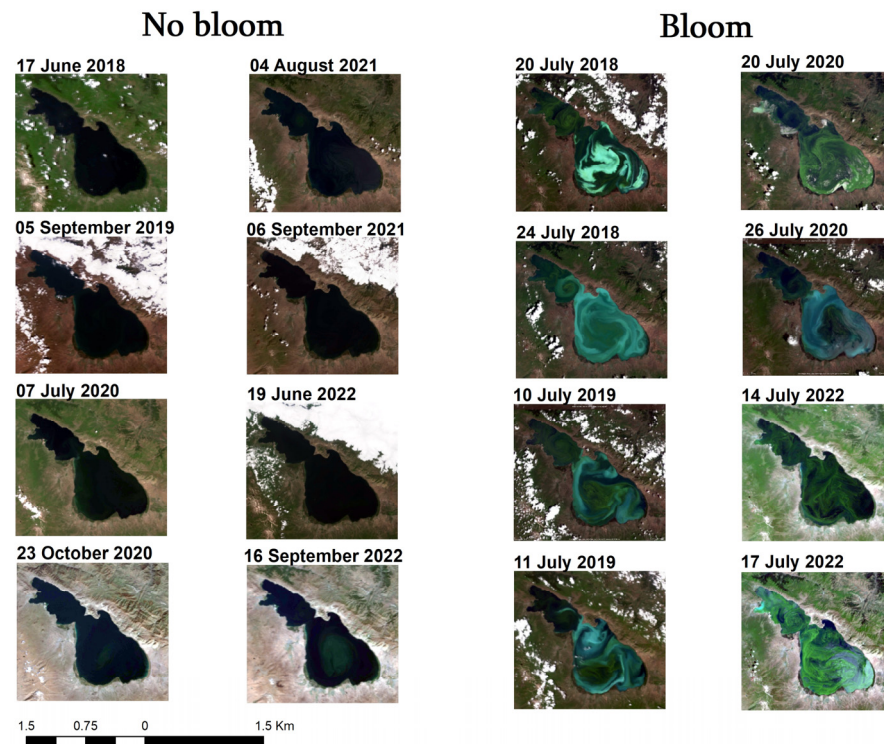 No bloom
Bloom
17 June 2018
04 August 2021
20 July 2018
20 July 2020
05 September 2019
06 September 2021
24 July 2018
26 July 2020
07 July 2020
19 June 2022
10 July 2019
14 July 2022
23 October 2020
16 September 2022
11 July 2019
17 July 2022
1.5 0.75 0 1.5 Km